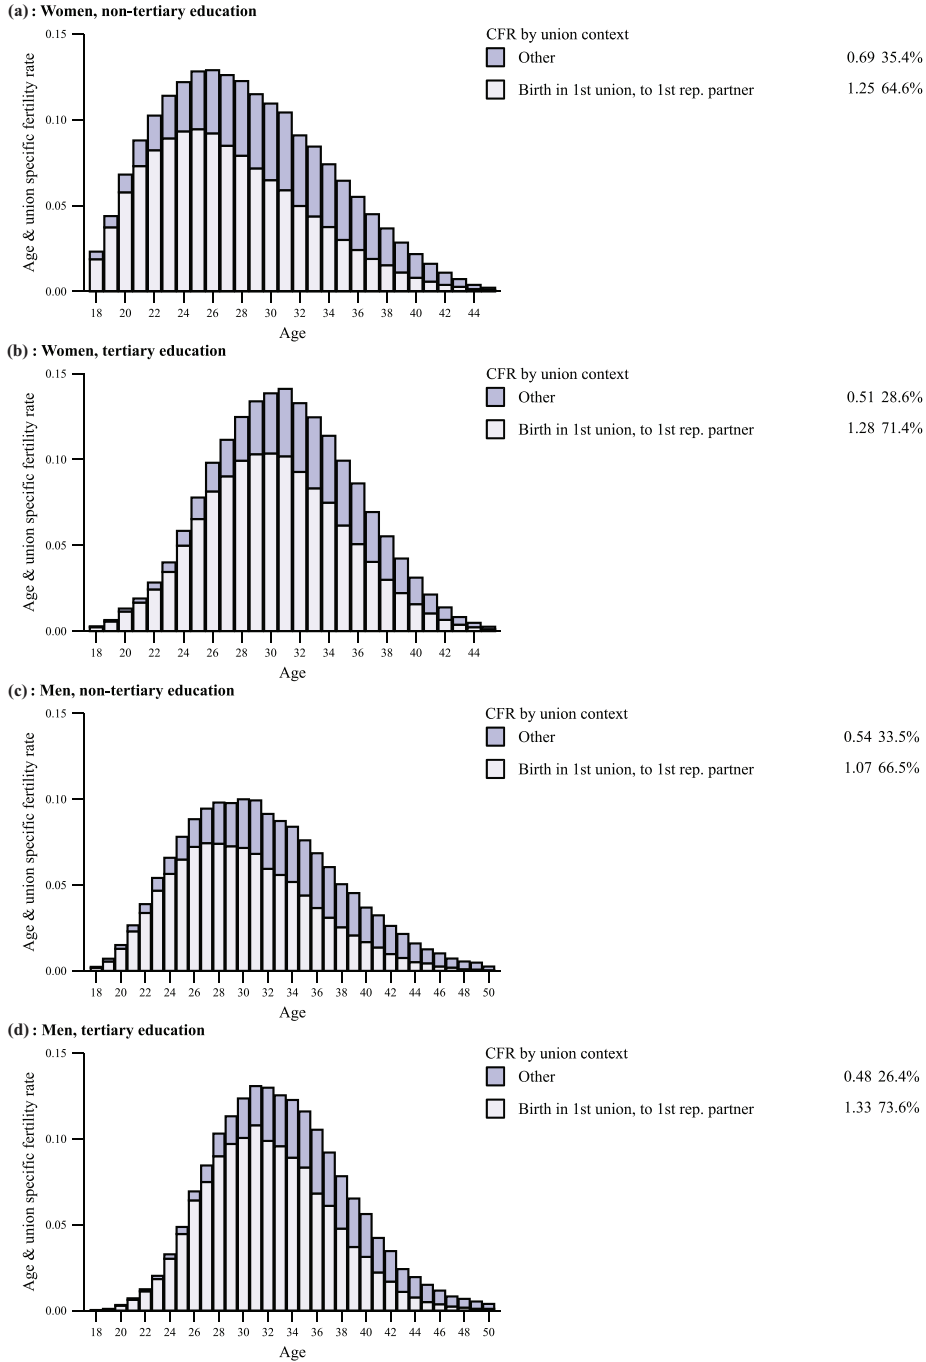 (a) : Women, non-tertiary education
CFR by union context
Other 0.69 35.4%
Birth in 1st union, to 1st rep. partner 1.25 64.6%
Age & union specific fertility rate
0.15
0.10
0.05
0.00
18 20 22 24 26 28 30 32 34 36 38 40 42 44
Age
(b) : Women, tertiary education
CFR by union context
Other 0.51 28.6%
Birth in 1st union, to 1st rep. partner 1.28 71.4%
Age & union specific fertility rate
0.15
0.10
0.05
0.00
18 20 22 24 26 28 30 32 34 36 38 40 42 44
Age
(c) : Men, non-tertiary education
CFR by union context
Other 0.54 33.5%
Birth in 1st union, to 1st rep. partner 1.07 66.5%
Age & union specific fertility rate
0.15
0.10
0.05
0.00
18 20 22 24 26 28 30 32 34 36 38 40 42 44 46 48 50
Age
(d) : Men, tertiary education
CFR by union context
Other 0.48 26.4%
Birth in 1st union, to 1st rep. partner 1.33 73.6%
Age & union specific fertility rate
0.15
0.10
0.05
0.00
18 20 22 24 26 28 30 32 34 36 38 40 42 44 46 48 50
Age